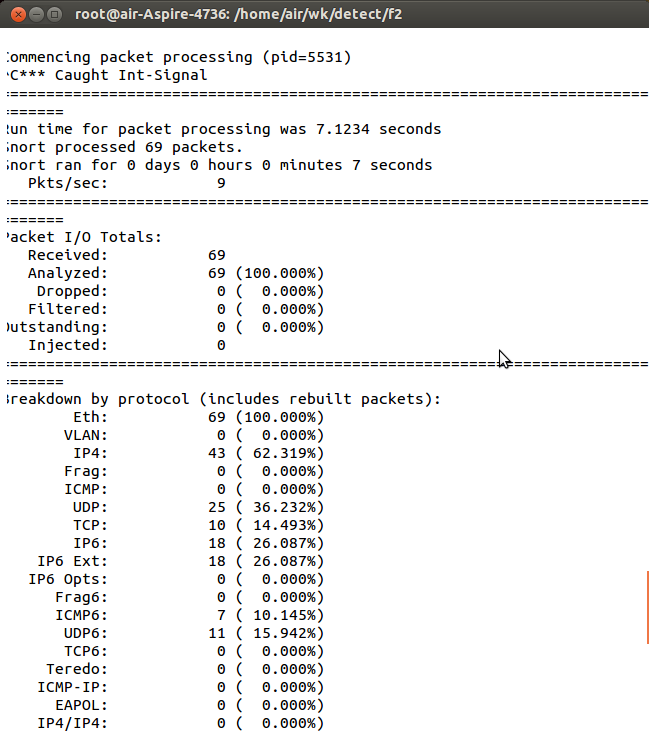 root@air-Aspire-4736: /home/air/wk/detect/f2
Commencing packet processing (pid=5531)
^C*** Caught Int-Signal
===============================================================================
Run time for packet processing was 7.1234 seconds
Snort processed 69 packets.
Snort ran for 0 days 0 hours 0 minutes 7 seconds
Pkts/sec: 9
===============================================================================
Packet I/O Totals:
Received: 69
Analyzed: 69 (100.000%)
Dropped: 0 (  0.000%)
Filtered: 0 (  0.000%)
Outstanding: 0 (  0.000%)
Injected: 0
===============================================================================
Breakdown by protocol (includes rebuilt packets):
Eth: 69 (100.000%)
VLAN: 0 (  0.000%)
IP4: 43 ( 62.319%)
Frag: 0 (  0.000%)
ICMP: 0 (  0.000%)
UDP: 25 ( 36.232%)
TCP: 10 ( 14.493%)
IP6: 18 ( 26.087%)
IP6 Ext: 18 ( 26.087%)
IP6 Opts: 0 (  0.000%)
Frag6: 0 (  0.000%)
ICMP6: 7 ( 10.145%)
UDP6: 11 ( 15.942%)
TCP6: 0 (  0.000%)
Teredo: 0 (  0.000%)
ICMP-IP: 0 (  0.000%)
EAPOL: 0 (  0.000%)
IP4/IP4: 0 (  0.000%)